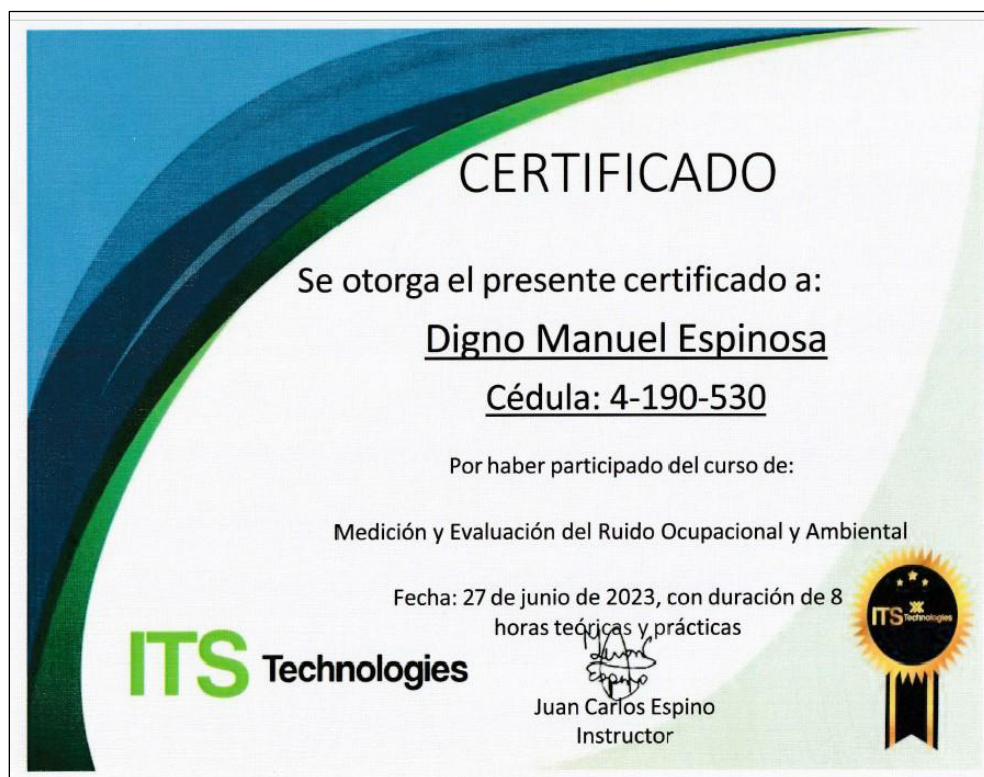 CERTIFICADO
Se otorga el presente certificado a:
Digno Manuel Espinosa
Cédula: 4-190-530
Por haber participado del curso de:
Medición y Evaluación del Ruido Ocupacional y Ambiental
Fecha: 27 de junio de 2023, con duración de 8
horas teóricas y prácticas
ITS Technologies
ITS Technologies
Juan Carlos Espino
Instructor